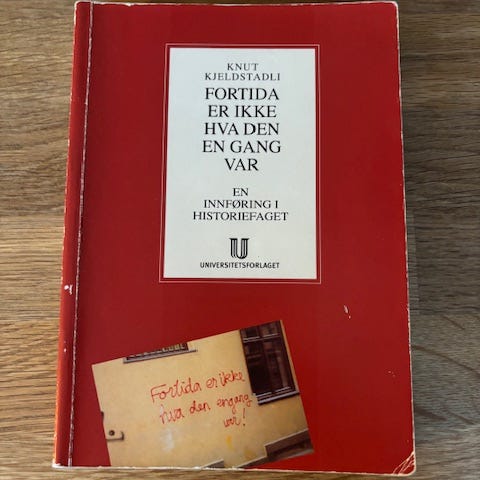 KNUT
KJELDSTADLI
FORTIDA
ER IKKE
HVA DEN
EN GANG
VAR
EN
INNFØRING I
HISTORIEFAGET
UNIVERSITETSFORLAGET
Fortida er ikke
hva den engang
var!